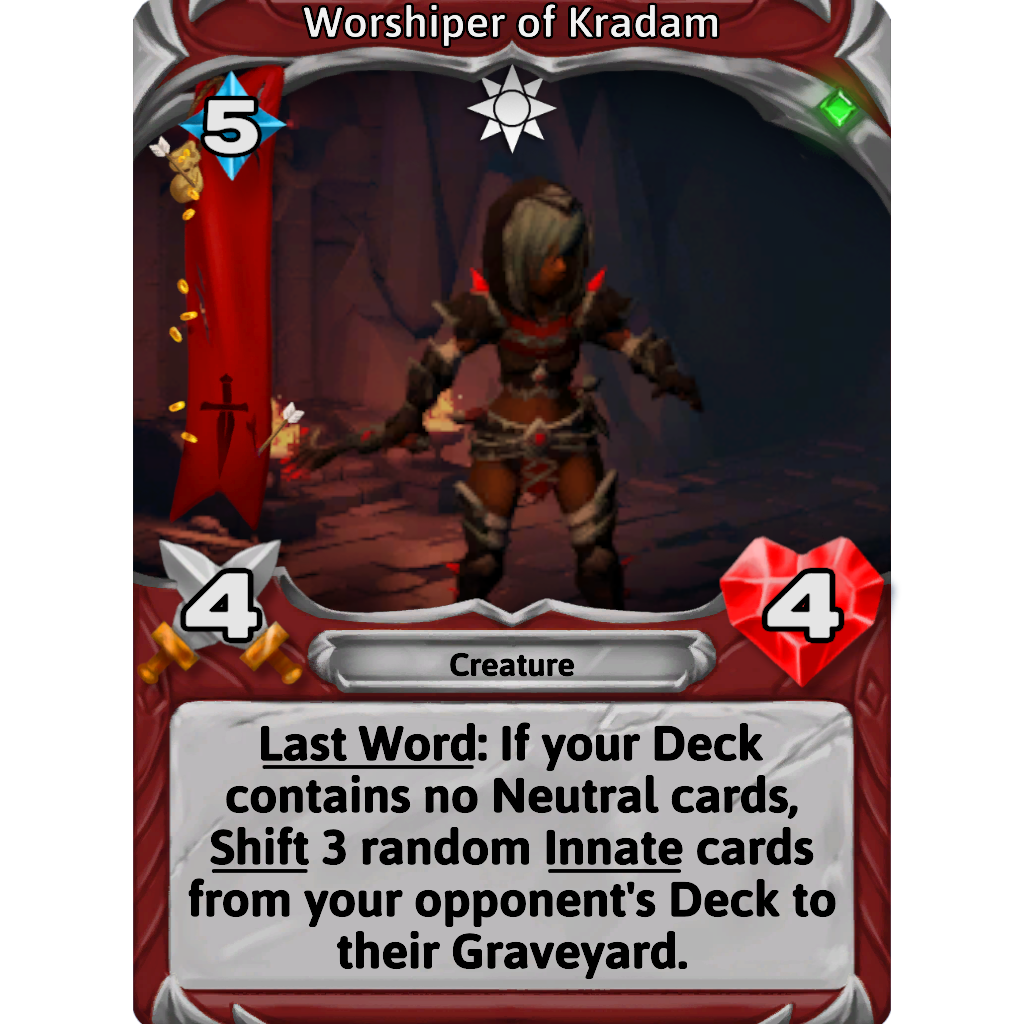 Worshiper of Kradam
5
4
4
Creature
Last Word: If your Deck
contains no Neutral cards,
Shift 3 random Innate cards
from your opponent's Deck to
their Graveyard.